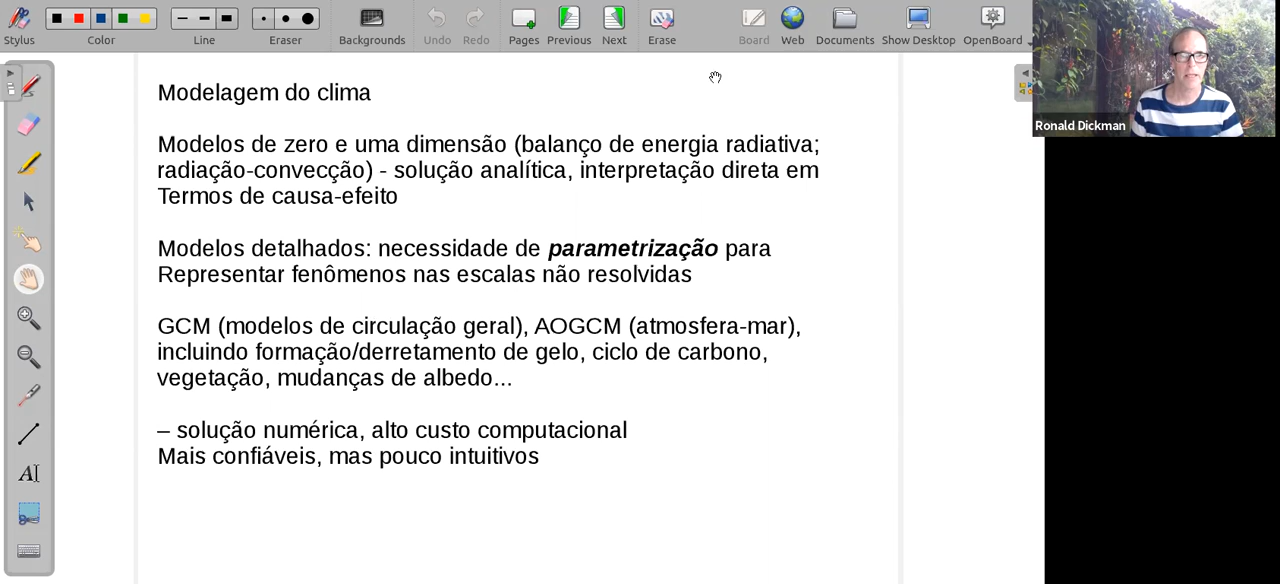 Stylus Color Line Eraser Backgrounds Undo Redo Pages Previous Next Erase Board Web Documents Show Desktop OpenBoard
Ronald Dickman
Modelagem do clima
Modelos de zero e uma dimensão (balanço de energia radiativa;
radiação-convecção) - solução analítica, interpretação direta em
Termos de causa-efeito
Modelos detalhados: necessidade de parametrização para
Representar fenômenos nas escalas não resolvidas
GCM (modelos de circulação geral), AOGCM (atmosfera-mar),
incluindo formação/derretamento de gelo, ciclo de carbono,
vegetação, mudanças de albedo...
– solução numérica, alto custo computacional
Mais confiáveis, mas pouco intuitivos